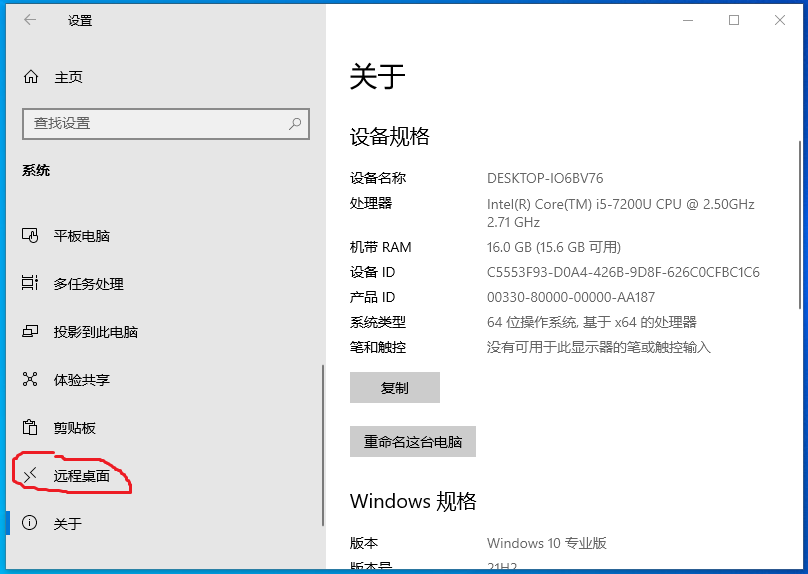 设置
主页
查找设置
系统
平板电脑
多任务处理
投影到此电脑
体验共享
剪贴板
远程桌面
关于
关于
设备规格
设备名称 DESKTOP-IO6BV76
处理器 Intel(R) Core(TM) i5-7200U CPU @ 2.50GHz
2.71 GHz
机带 RAM 16.0 GB (15.6 GB 可用)
设备 ID C5553F93-D0A4-426B-9D8F-626C0CFBC1C6
产品 ID 00330-80000-00000-AA187
系统类型 64 位操作系统, 基于 x64 的处理器
笔和触控 没有可用于此显示器的笔或触控输入
复制
重命名这台电脑
Windows 规格
版本 Windows 10 专业版
版本号 21H2